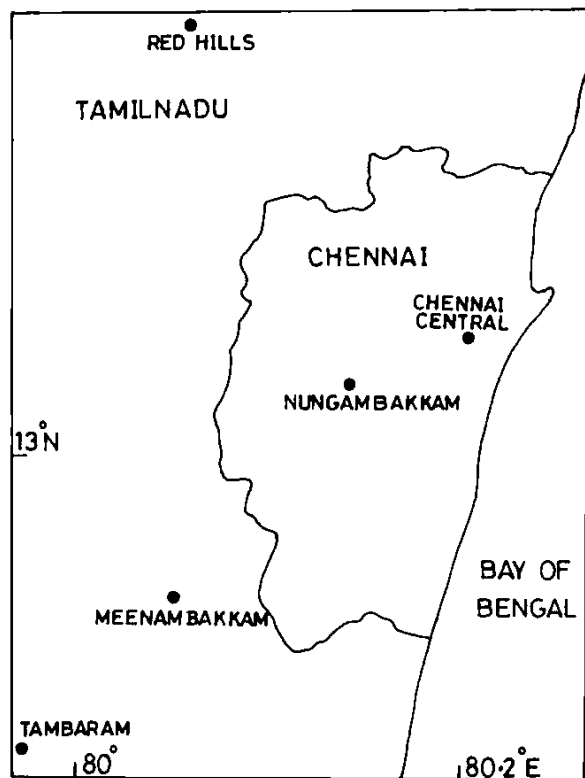 RED HILLS
TAMILNADU
CHENNAI
CHENNAI
CENTRAL
NUNGAMBAKKAM
13°N
BAY OF
BENGAL
MEENAMBAKKAM
TAMBARAM
80°
80·2°E